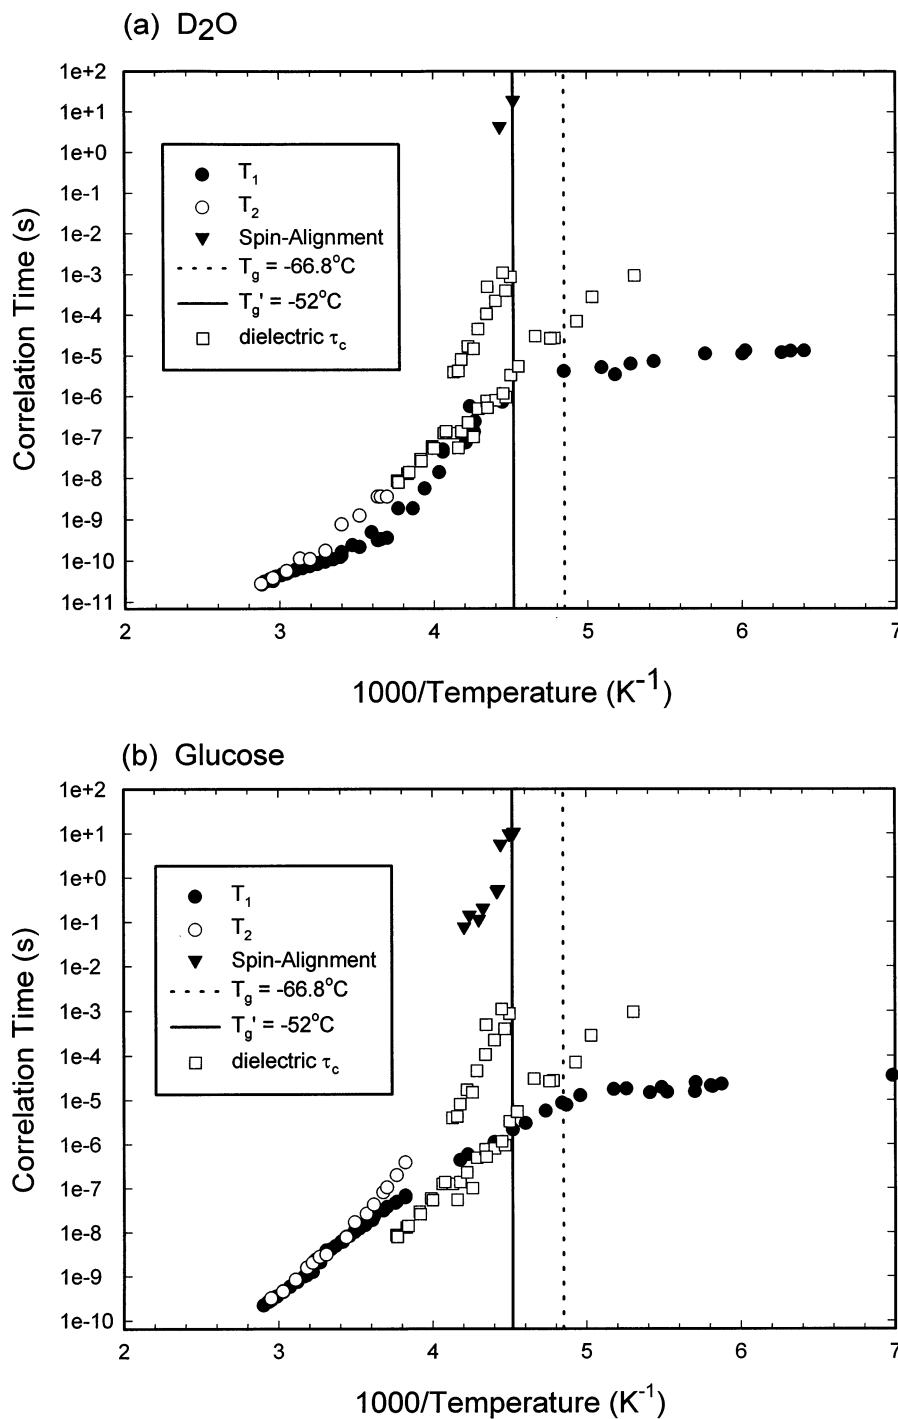 (a) D2O
1e+2
1e+1
1e+0
1e-1
1e-2
1e-3
1e-4
1e-5
1e-6
1e-7
1e-8
1e-9
1e-10
1e-11
Correlation Time (s)
T1
T2
Spin-Alignment
Tg = -66.8°C
Tg' = -52°C
dielectric τc
2 3 4 5 6 7
1000/Temperature (K-1)
(b) Glucose
1e+2
1e+1
1e+0
1e-1
1e-2
1e-3
1e-4
1e-5
1e-6
1e-7
1e-8
1e-9
1e-10
Correlation Time (s)
T1
T2
Spin-Alignment
Tg = -66.8°C
Tg' = -52°C
dielectric τc
2 3 4 5 6 7
1000/Temperature (K-1)